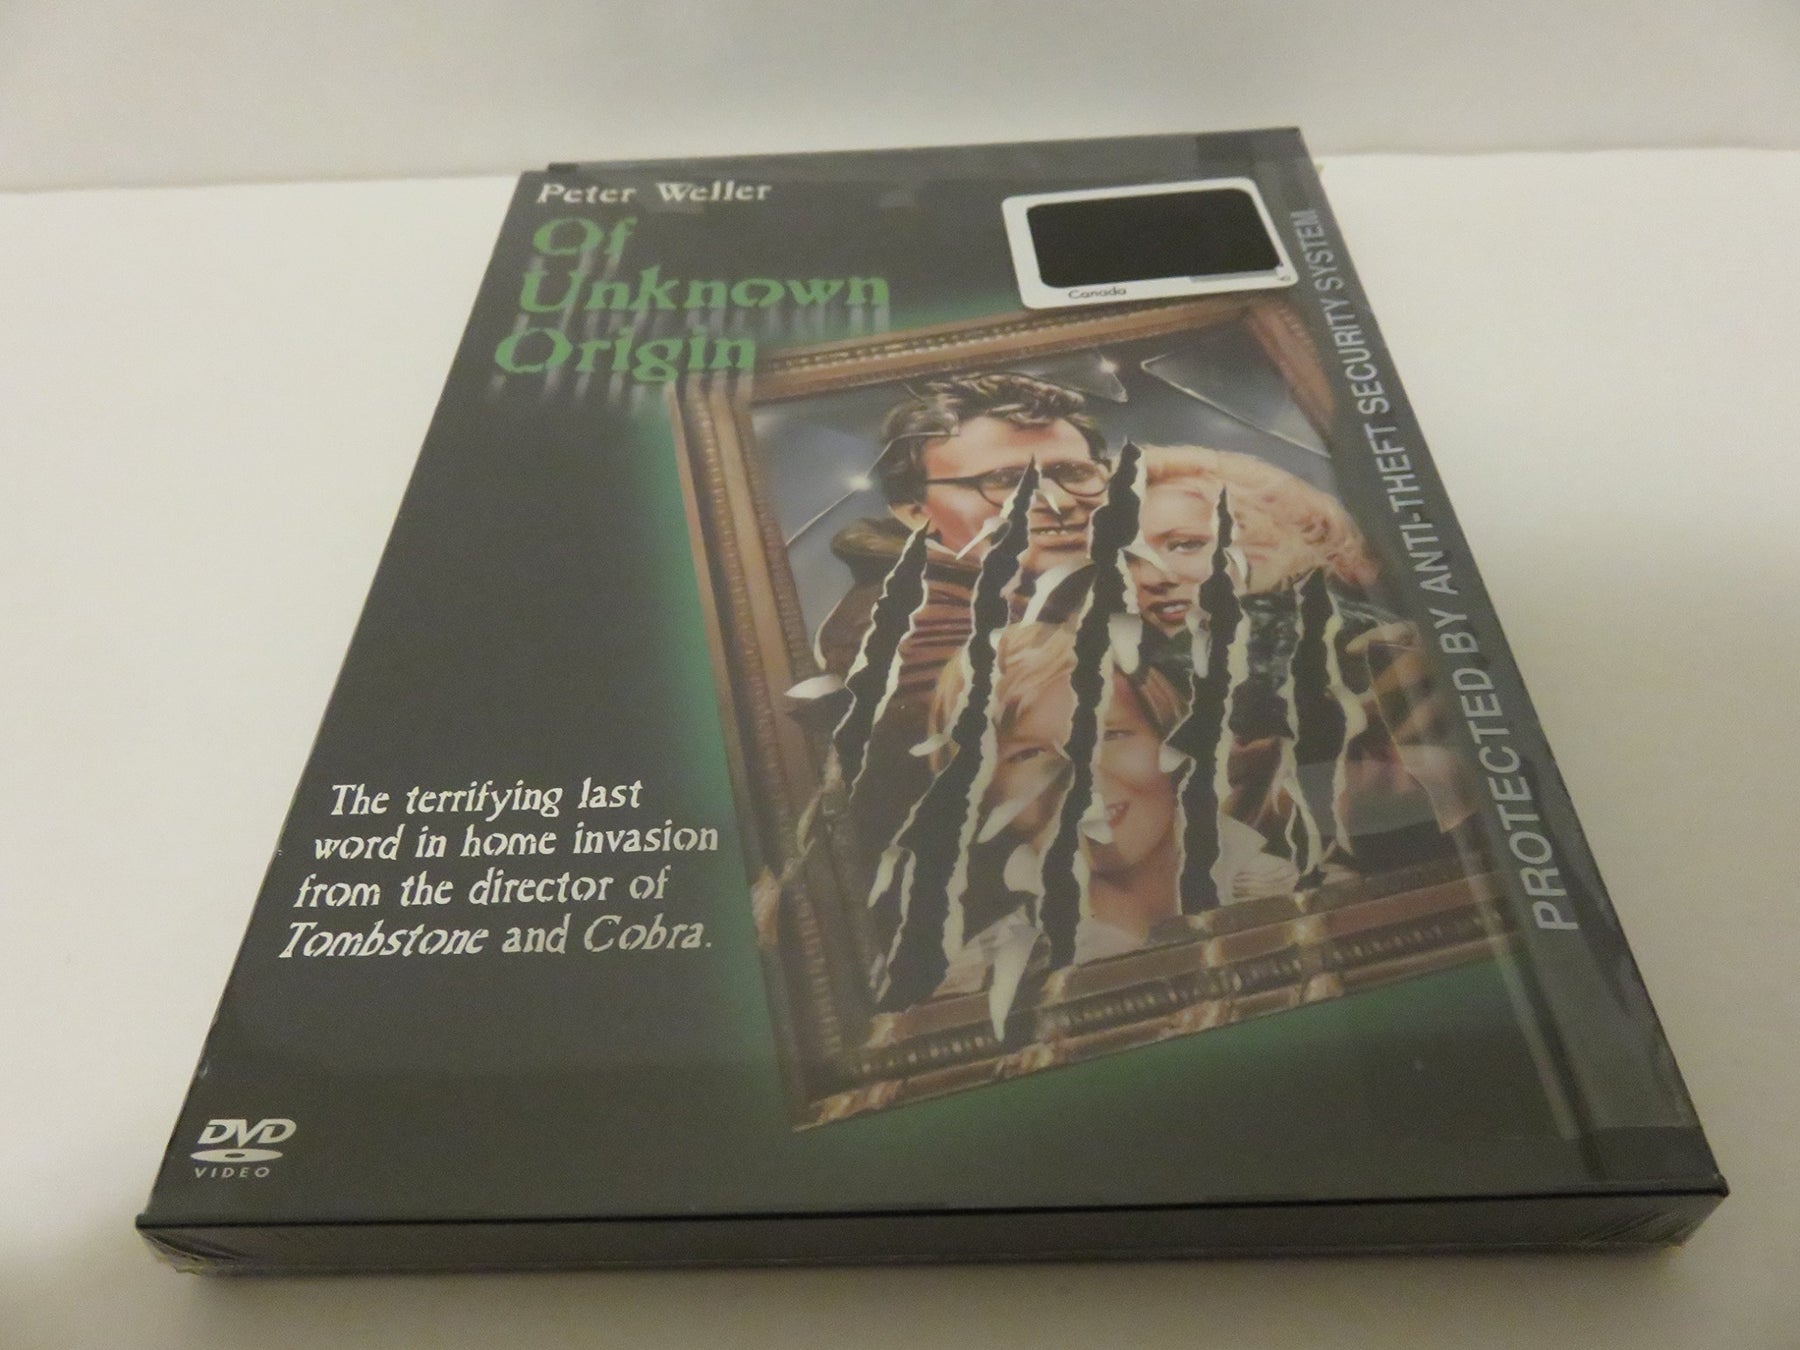 Peter Weller
Of
Unknown
Origin
Canada
PROTECTED BY ANTI-THEFT SECURITY SYSTEM
The terrifying last
word in home invasion
from the director of
Tombstone and Cobra.
DVD
VIDEO